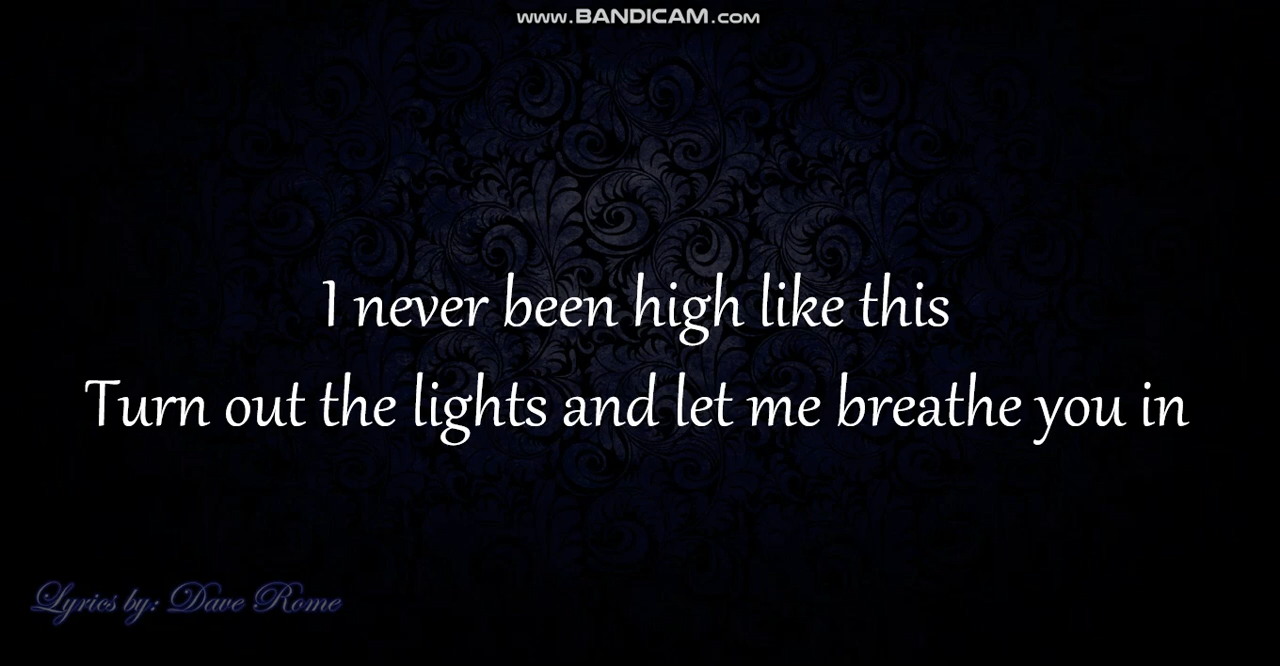 www.BANDICAM.com
I never been high like this
Turn out the lights and let me breathe you in
Lyrics by: Dave Rome